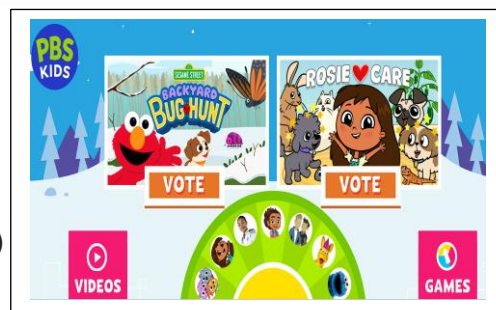 PBS
KIDS
SESAME STREET
BACKYARD
BUG HUNT
ROSIE CARE
VOTE
VOTE
VIDEOS
GAMES